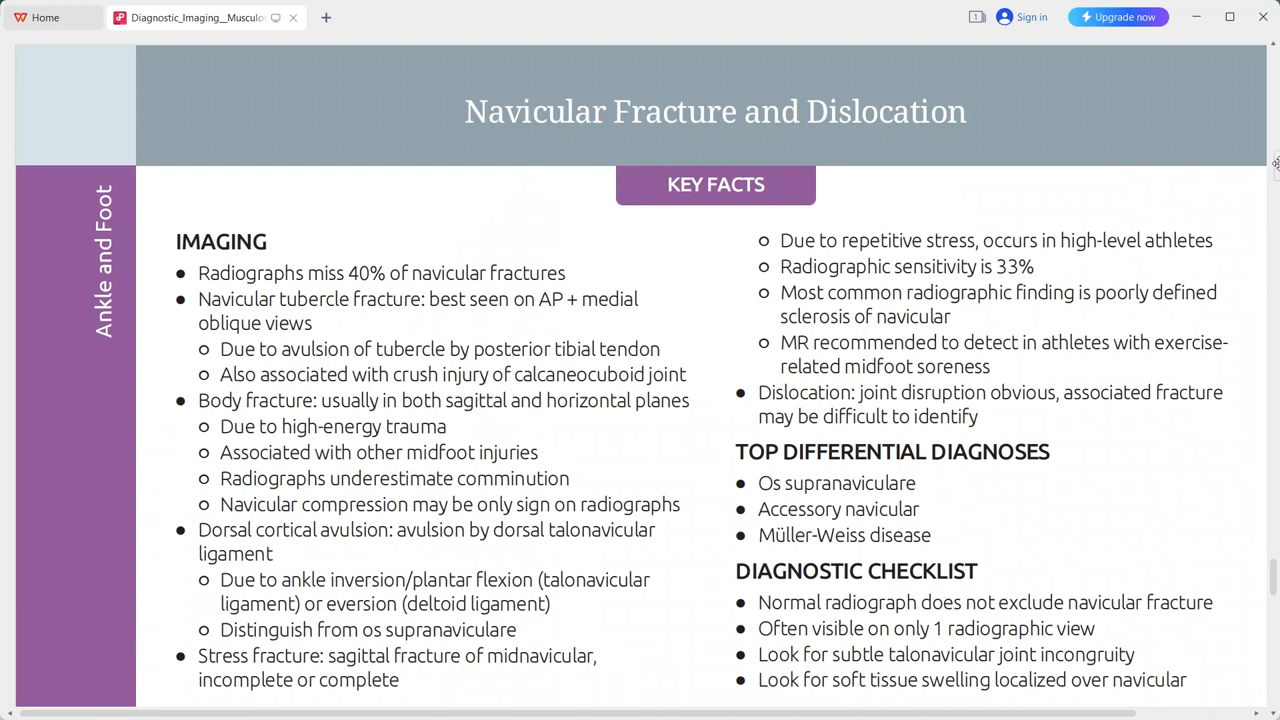 Home
Diagnostic_Imaging__Musculos
1
Sign in
Upgrade now
Navicular Fracture and Dislocation
Ankle and Foot
KEY FACTS
IMAGING
• Radiographs miss 40% of navicular fractures
• Navicular tubercle fracture: best seen on AP + medial
oblique views
o Due to avulsion of tubercle by posterior tibial tendon
o Also associated with crush injury of calcaneocuboid joint
• Body fracture: usually in both sagittal and horizontal planes
o Due to high-energy trauma
o Associated with other midfoot injuries
o Radiographs underestimate comminution
o Navicular compression may be only sign on radiographs
• Dorsal cortical avulsion: avulsion by dorsal talonavicular
ligament
o Due to ankle inversion/plantar flexion (talonavicular
ligament) or eversion (deltoid ligament)
o Distinguish from os supranaviculare
• Stress fracture: sagittal fracture of midnavicular,
incomplete or complete
o Due to repetitive stress, occurs in high-level athletes
o Radiographic sensitivity is 33%
o Most common radiographic finding is poorly defined
sclerosis of navicular
o MR recommended to detect in athletes with exercise-
related midfoot soreness
• Dislocation: joint disruption obvious, associated fracture
may be difficult to identify
TOP DIFFERENTIAL DIAGNOSES
• Os supranaviculare
• Accessory navicular
• Müller-Weiss disease
DIAGNOSTIC CHECKLIST
• Normal radiograph does not exclude navicular fracture
• Often visible on only 1 radiographic view
• Look for subtle talonavicular joint incongruity
• Look for soft tissue swelling localized over navicular